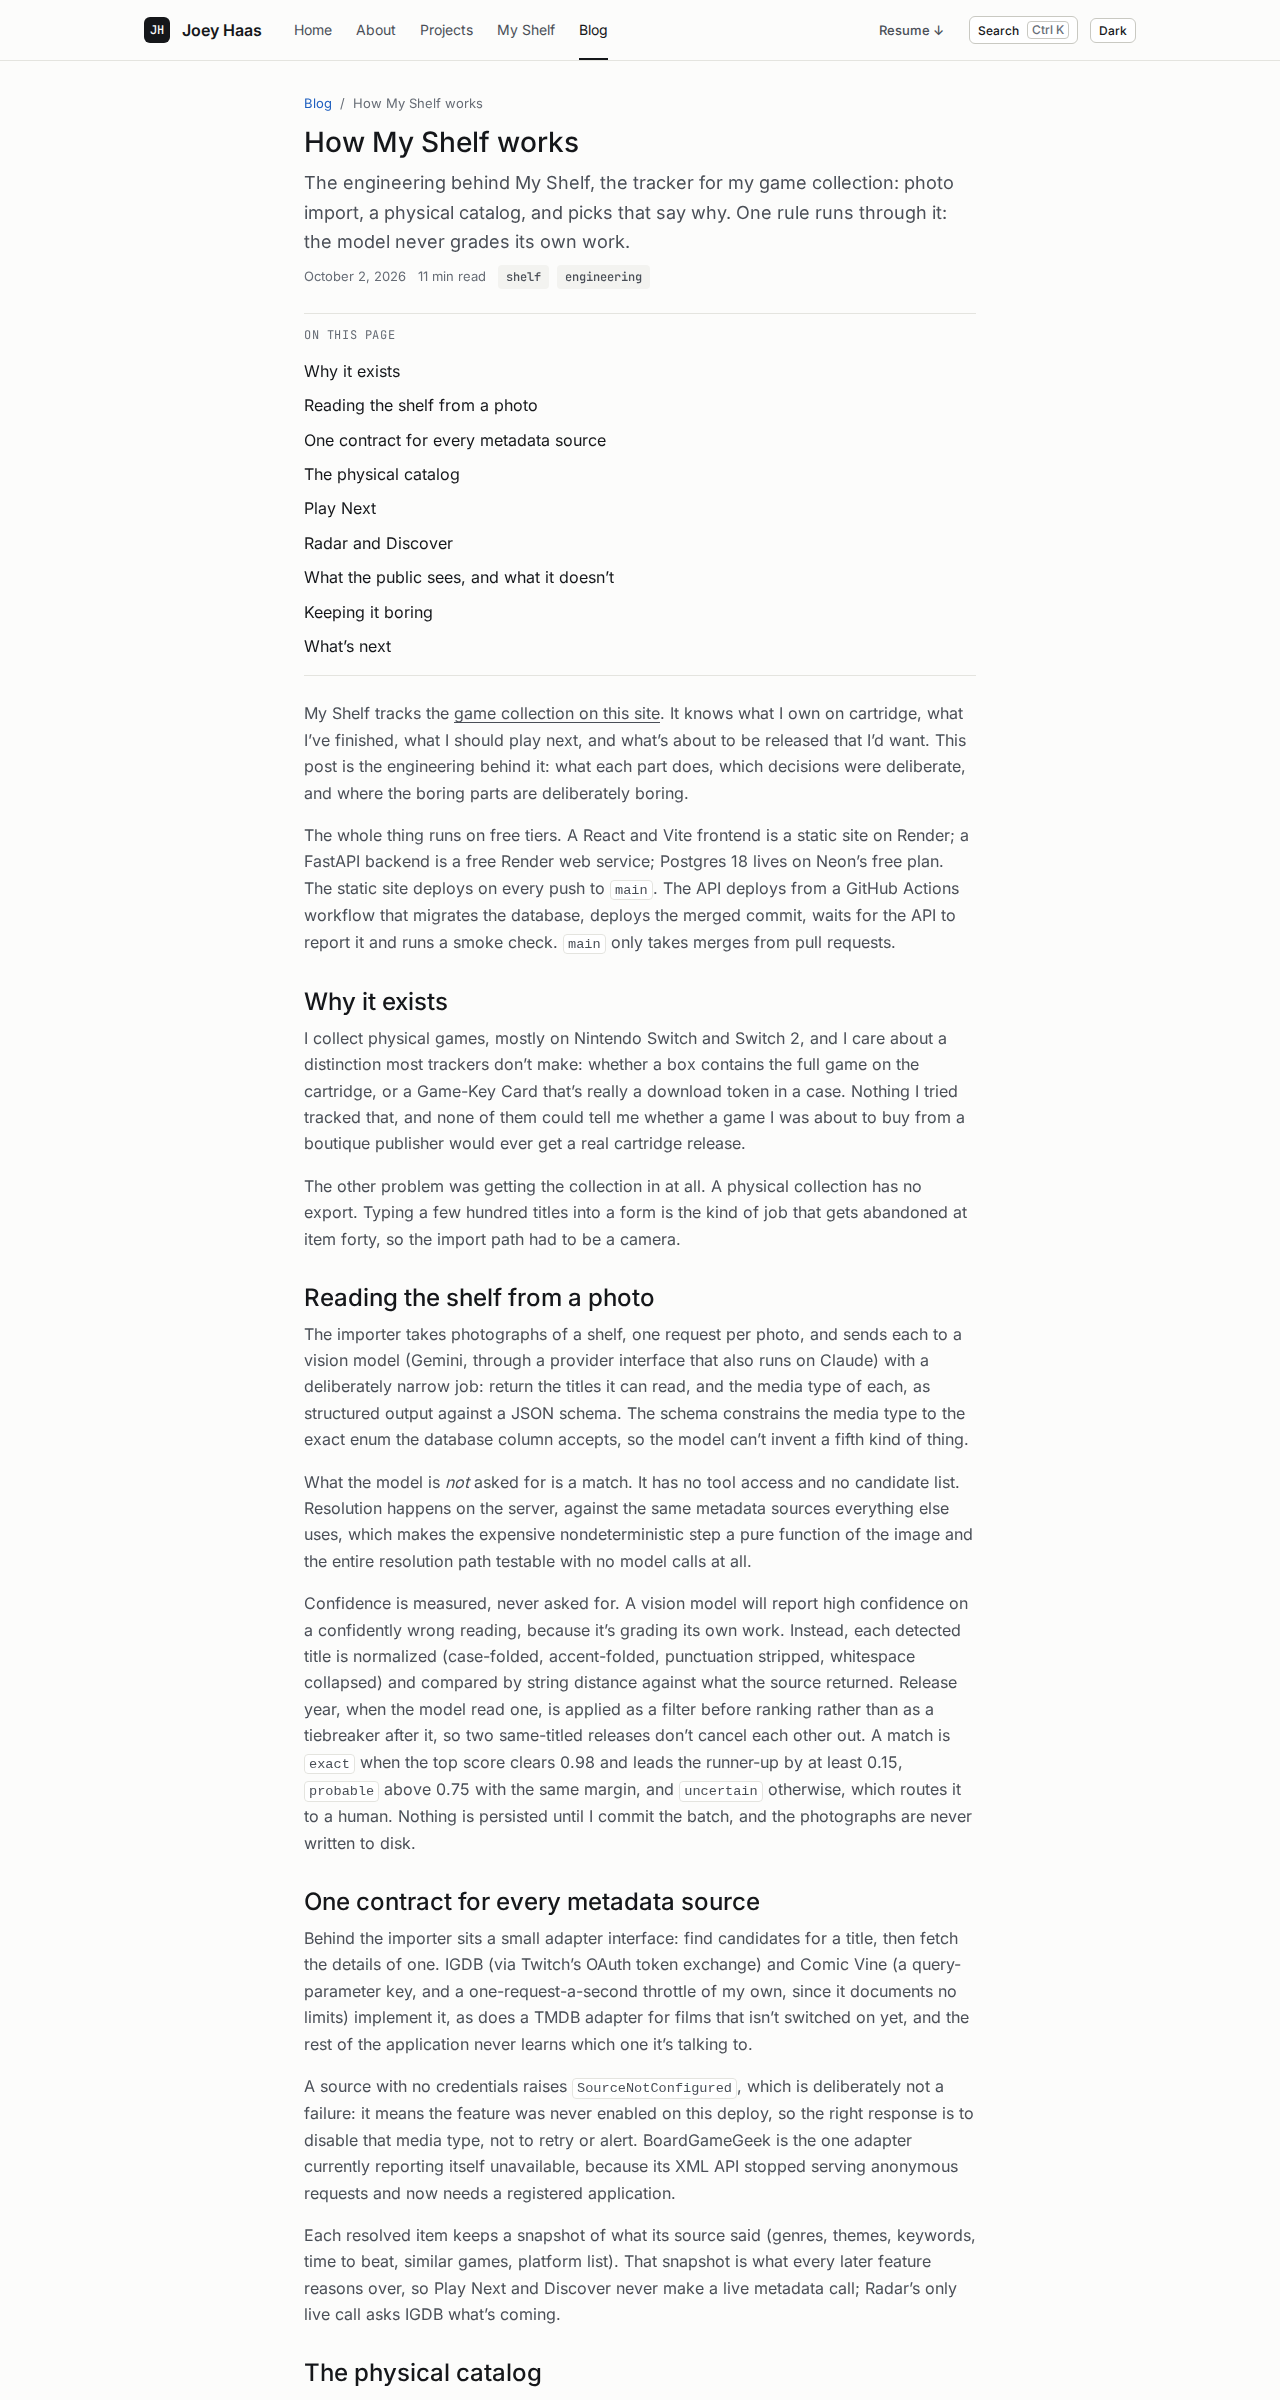 JH Joey Haas Home About Projects My Shelf Blog Resume ↓ Search Ctrl K Dark
Blog / How My Shelf works
How My Shelf works
The engineering behind My Shelf, the tracker for my game collection: photo
import, a physical catalog, and picks that say why. One rule runs through it:
the model never grades its own work.
October 2, 2026 11 min read shelf engineering
ON THIS PAGE
Why it exists
Reading the shelf from a photo
One contract for every metadata source
The physical catalog
Play Next
Radar and Discover
What the public sees, and what it doesn’t
Keeping it boring
What’s next
My Shelf tracks the game collection on this site. It knows what I own on cartridge, what
I’ve finished, what I should play next, and what’s about to be released that I’d want. This
post is the engineering behind it: what each part does, which decisions were deliberate,
and where the boring parts are deliberately boring.
The whole thing runs on free tiers. A React and Vite frontend is a static site on Render; a
FastAPI backend is a free Render web service; Postgres 18 lives on Neon’s free plan.
The static site deploys on every push to main. The API deploys from a GitHub Actions
workflow that migrates the database, deploys the merged commit, waits for the API to
report it and runs a smoke check. main only takes merges from pull requests.
Why it exists
I collect physical games, mostly on Nintendo Switch and Switch 2, and I care about a
distinction most trackers don’t make: whether a box contains the full game on the
cartridge, or a Game-Key Card that’s really a download token in a case. Nothing I tried
tracked that, and none of them could tell me whether a game I was about to buy from a
boutique publisher would ever get a real cartridge release.
The other problem was getting the collection in at all. A physical collection has no
export. Typing a few hundred titles into a form is the kind of job that gets abandoned at
item forty, so the import path had to be a camera.
Reading the shelf from a photo
The importer takes photographs of a shelf, one request per photo, and sends each to a
vision model (Gemini, through a provider interface that also runs on Claude) with a
deliberately narrow job: return the titles it can read, and the media type of each, as
structured output against a JSON schema. The schema constrains the media type to the
exact enum the database column accepts, so the model can’t invent a fifth kind of thing.
What the model is not asked for is a match. It has no tool access and no candidate list.
Resolution happens on the server, against the same metadata sources everything else
uses, which makes the expensive nondeterministic step a pure function of the image and
the entire resolution path testable with no model calls at all.
Confidence is measured, never asked for. A vision model will report high confidence on
a confidently wrong reading, because it’s grading its own work. Instead, each detected
title is normalized (case-folded, accent-folded, punctuation stripped, whitespace
collapsed) and compared by string distance against what the source returned. Release
year, when the model read one, is applied as a filter before ranking rather than as a
tiebreaker after it, so two same-titled releases don’t cancel each other out. A match is
exact when the top score clears 0.98 and leads the runner-up by at least 0.15,
probable above 0.75 with the same margin, and uncertain otherwise, which routes it
to a human. Nothing is persisted until I commit the batch, and the photographs are never
written to disk.
One contract for every metadata source
Behind the importer sits a small adapter interface: find candidates for a title, then fetch
the details of one. IGDB (via Twitch’s OAuth token exchange) and Comic Vine (a query-
parameter key, and a one-request-a-second throttle of my own, since it documents no
limits) implement it, as does a TMDB adapter for films that isn’t switched on yet, and the
rest of the application never learns which one it’s talking to.
A source with no credentials raises SourceNotConfigured, which is deliberately not a
failure: it means the feature was never enabled on this deploy, so the right response is to
disable that media type, not to retry or alert. BoardGameGeek is the one adapter
currently reporting itself unavailable, because its XML API stopped serving anonymous
requests and now needs a registered application.
Each resolved item keeps a snapshot of what its source said (genres, themes, keywords,
time to beat, similar games, platform list). That snapshot is what every later feature
reasons over, so Play Next and Discover never make a live metadata call; Radar’s only
live call asks IGDB what’s coming.
The physical catalog